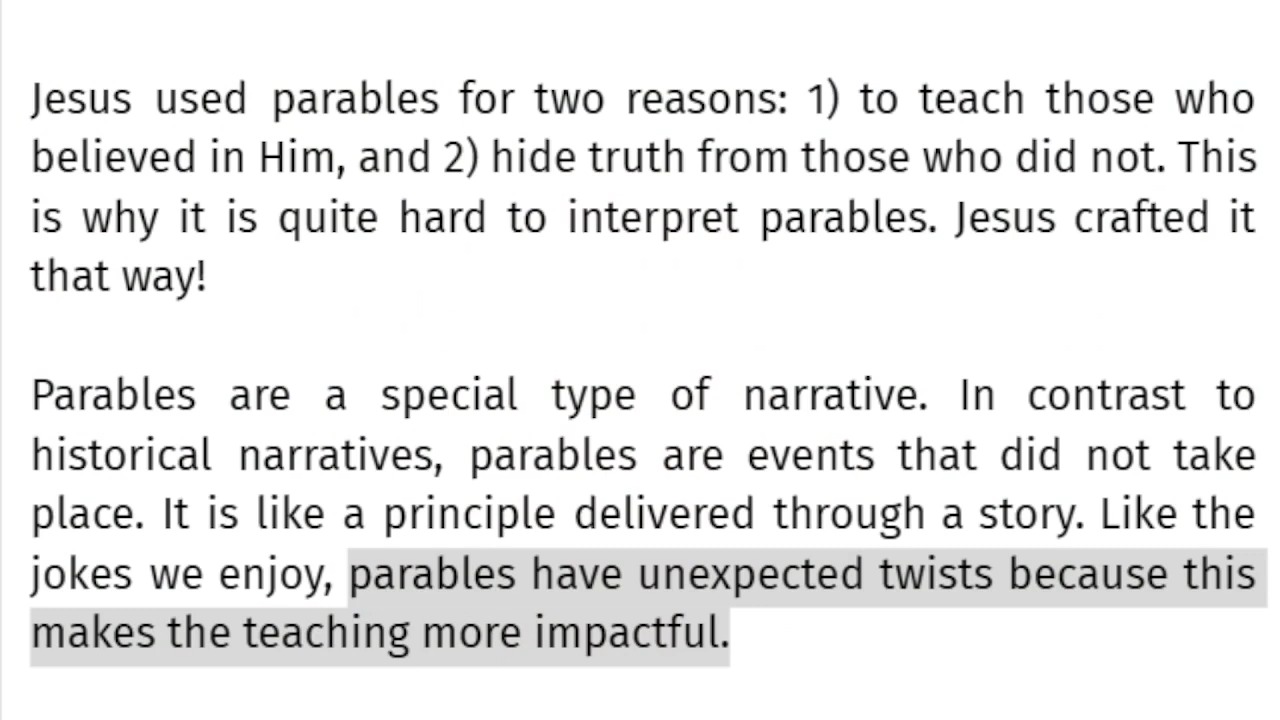 Jesus used parables for two reasons: 1) to teach those who
believed in Him, and 2) hide truth from those who did not. This
is why it is quite hard to interpret parables. Jesus crafted it
that way!
Parables are a special type of narrative. In contrast to
historical narratives, parables are events that did not take
place. It is like a principle delivered through a story. Like the
jokes we enjoy, parables have unexpected twists because this
makes the teaching more impactful.